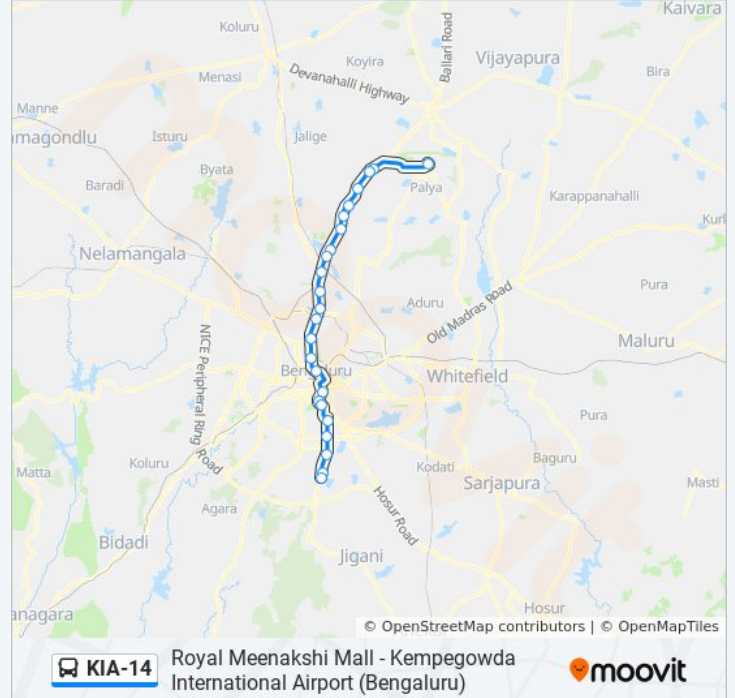 Kaivara
Koluru
Ballari Road
Vijayapura
Koyira
Bira
Menasi
Devanahalli Highway
Manne
magondlu
Isturu
Jalige
Byata
Baradi
Palya
Karappanahalli
Kurl
Nelamangala
Pura
Aduru
Old Madras Road
NICE Peripheral Ring Road
Maluru
Bengaluru
Whitefield
Pura
Baguru
Koluru
Kodati
Matta
Sarjapura
Masti
Agara
Hosur Road
Bidadi
Jigani
anagara
Hosur
© OpenStreetMap contributors | © OpenMapTiles
KIA-14
Royal Meenakshi Mall - Kempegowda
International Airport (Bengaluru)
moovit